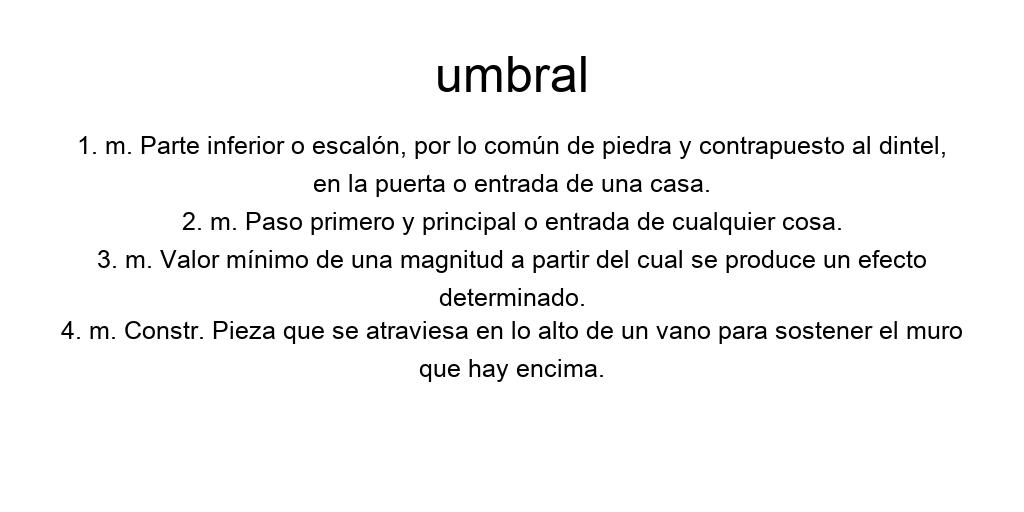 umbral
1. m. Parte inferior o escalón, por lo común de piedra y contrapuesto al dintel,
en la puerta o entrada de una casa.
2. m. Paso primero y principal o entrada de cualquier cosa.
3. m. Valor mínimo de una magnitud a partir del cual se produce un efecto
determinado.
4. m. Constr. Pieza que se atraviesa en lo alto de un vano para sostener el muro
que hay encima.